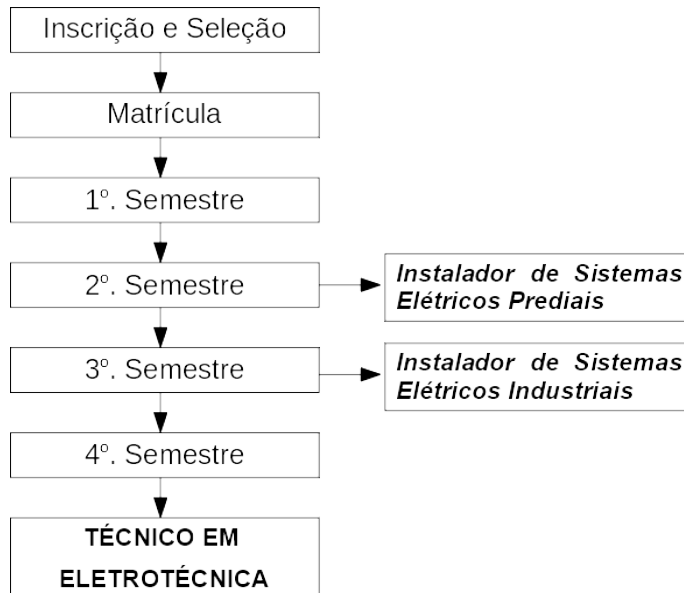 Inscrição e Seleção
Matrícula
1º. Semestre
2º. Semestre
Instalador de Sistemas
Elétricos Prediais
3º. Semestre
Instalador de Sistemas
Elétricos Industriais
4º. Semestre
TÉCNICO EM
ELETROTÉCNICA